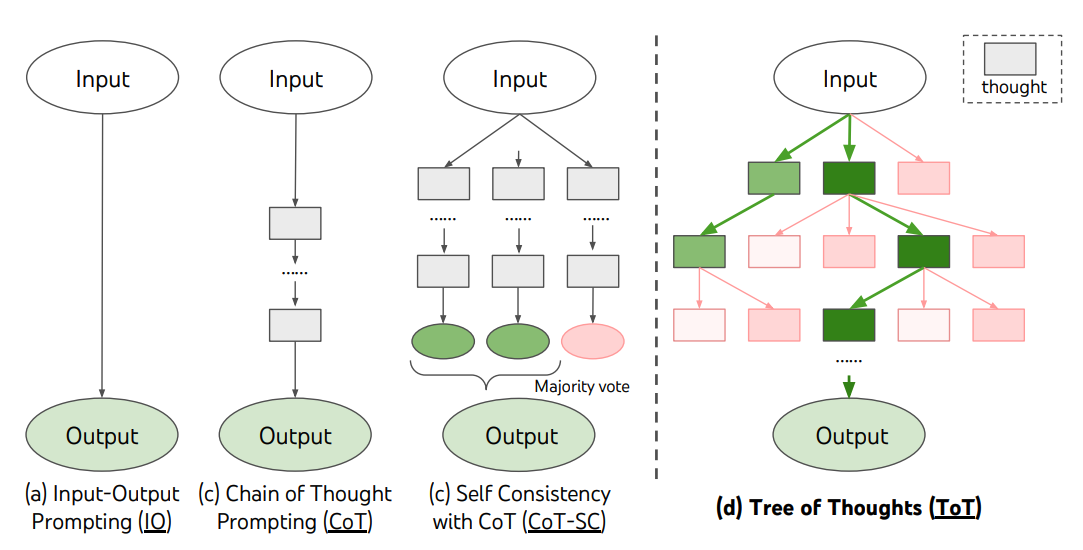 Input
Input
Input
Input
thought
......
......
......
......
......
Majority vote
Output
Output
Output
Output
(a) Input-Output
Prompting (IO)
(c) Chain of Thought
Prompting (CoT)
(c) Self Consistency
with CoT (CoT-SC)
(d) Tree of Thoughts (ToT)